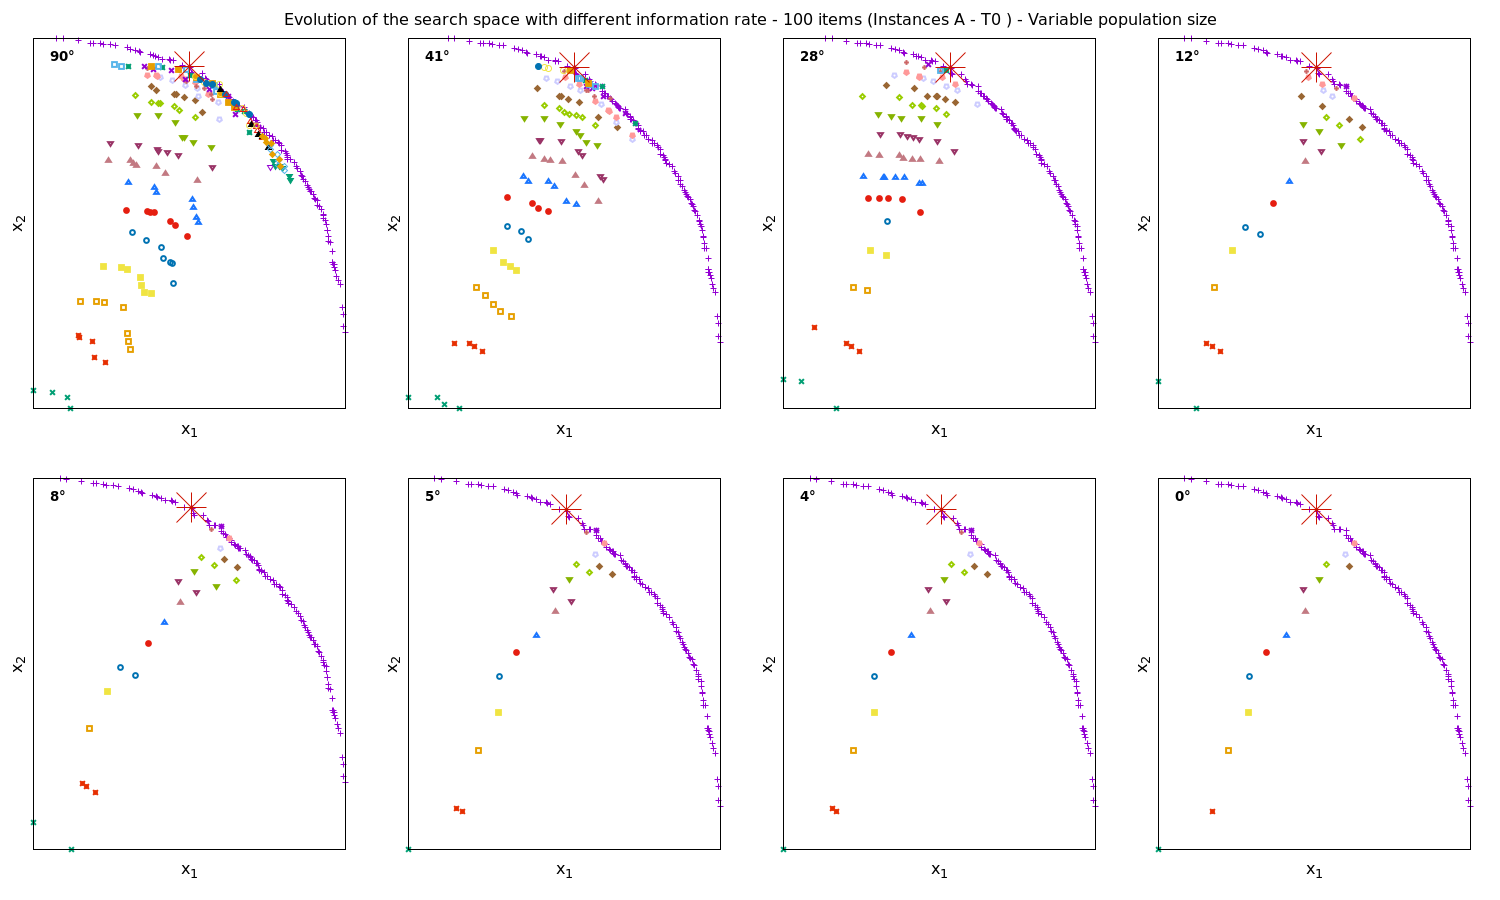 Evolution of the search space with different information rate - 100 items (Instances A - T0 ) - Variable population size
90° 41° 28° 12°
x2 x2 x2 x2
x1 x1 x1 x1
8° 5° 4° 0°
x2 x2 x2 x2
x1 x1 x1 x1